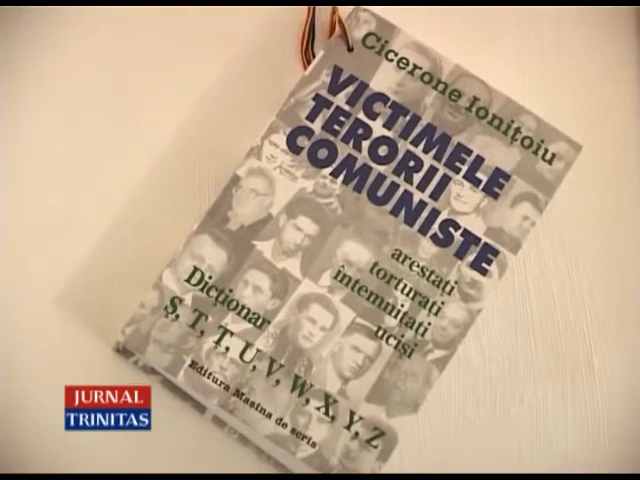 Cicerone Ionițoiu
VICTIMELE
TERORII
COMUNISTE
arestați
torturați
întemnițați
uciși
Dicționar
Ș, T, Ț, U, V, W, X, Y, Z
Editura Mașina de scris
JURNAL
TRINITAS